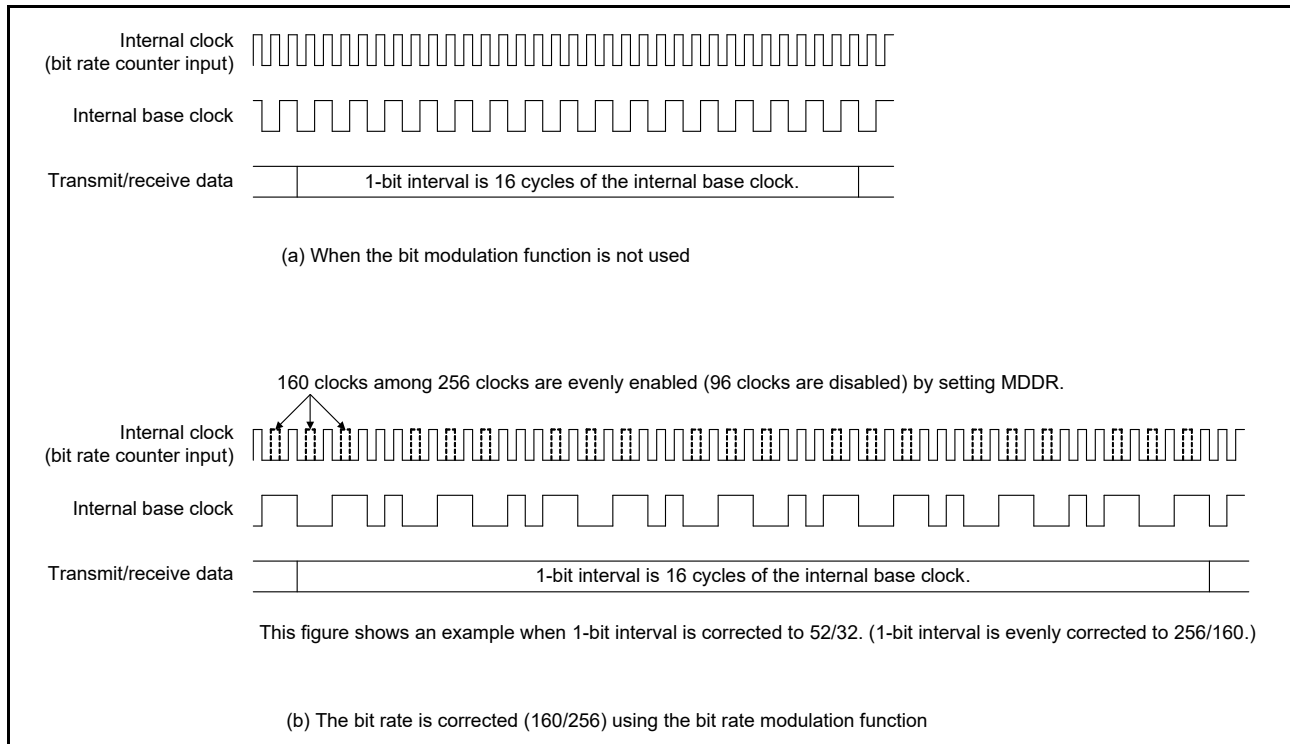 Internal clock
(bit rate counter input)
Internal base clock
Transmit/receive data
1-bit interval is 16 cycles of the internal base clock.
(a) When the bit modulation function is not used
160 clocks among 256 clocks are evenly enabled (96 clocks are disabled) by setting MDDR.
Internal clock
(bit rate counter input)
Internal base clock
Transmit/receive data
1-bit interval is 16 cycles of the internal base clock.
This figure shows an example when 1-bit interval is corrected to 52/32. (1-bit interval is evenly corrected to 256/160.)
(b) The bit rate is corrected (160/256) using the bit rate modulation function